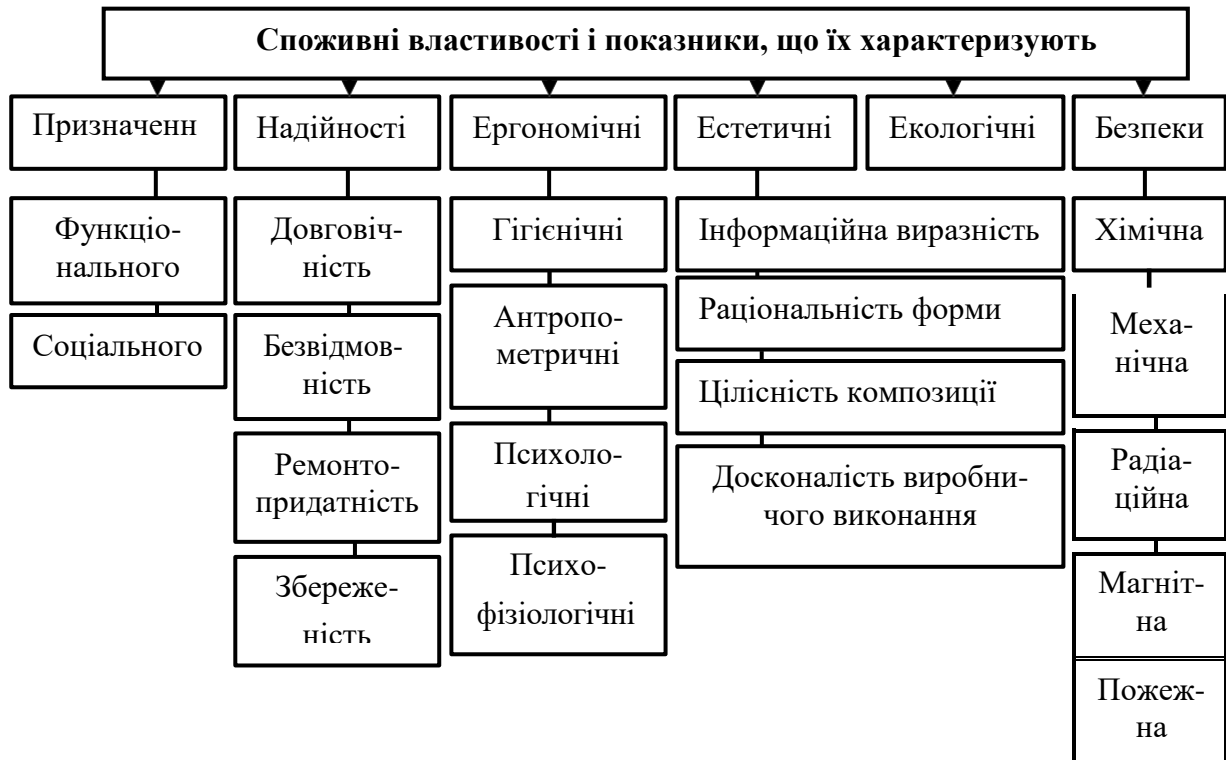 Споживні властивості і показники, що їх характеризують
Призначенн
Надійності
Ергономічні
Естетичні
Екологічні
Безпеки
Функціо-
нального
Соціального
Довговіч-
ність
Безвідмов-
ність
Ремонто-
придатність
Збереже-
ність
Гігієнічні
Антропо-
метричні
Психоло-
гічні
Психо-
фізіологічні
Інформаційна виразність
Раціональність форми
Цілісність композиції
Досконалість виробни-
чого виконання
Хімічна
Меха-
нічна
Радіа-
ційна
Магніт-
на
Пожеж-
на